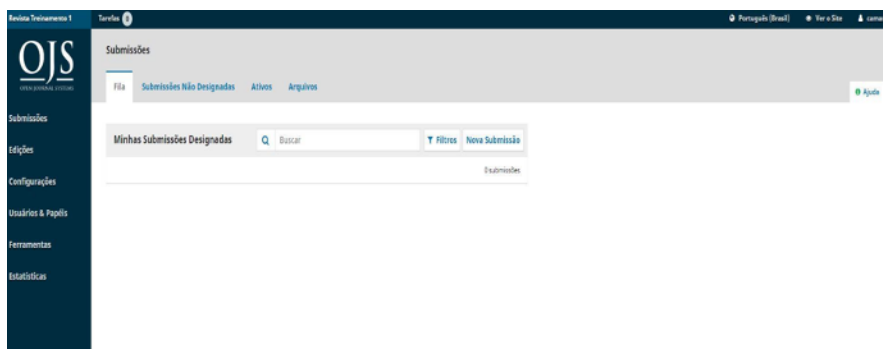 Revista Treinamento 1
Tarefas 0
Português (Brasil)
Ver o Site
OJS
OPEN JOURNAL SYSTEMS
Submissões
Edições
Configurações
Usuários & Papéis
Ferramentas
Estatísticas
Submissões
Fila Submissões Não Designadas Ativos Arquivos
Ajuda
Minhas Submissões Designadas Buscar Filtros Nova Submissão
0 submissões